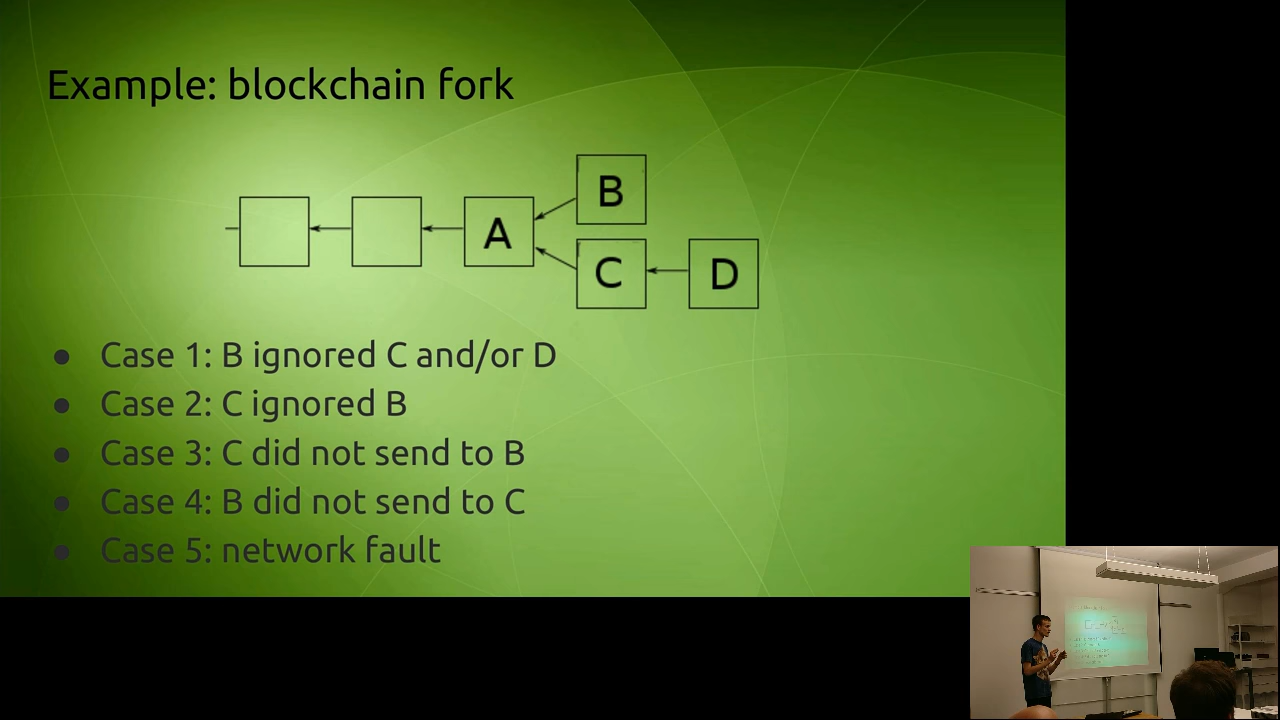 Example: blockchain fork
B
A
C
D
Case 1: B ignored C and/or D
Case 2: C ignored B
Case 3: C did not send to B
Case 4: B did not send to C
Case 5: network fault